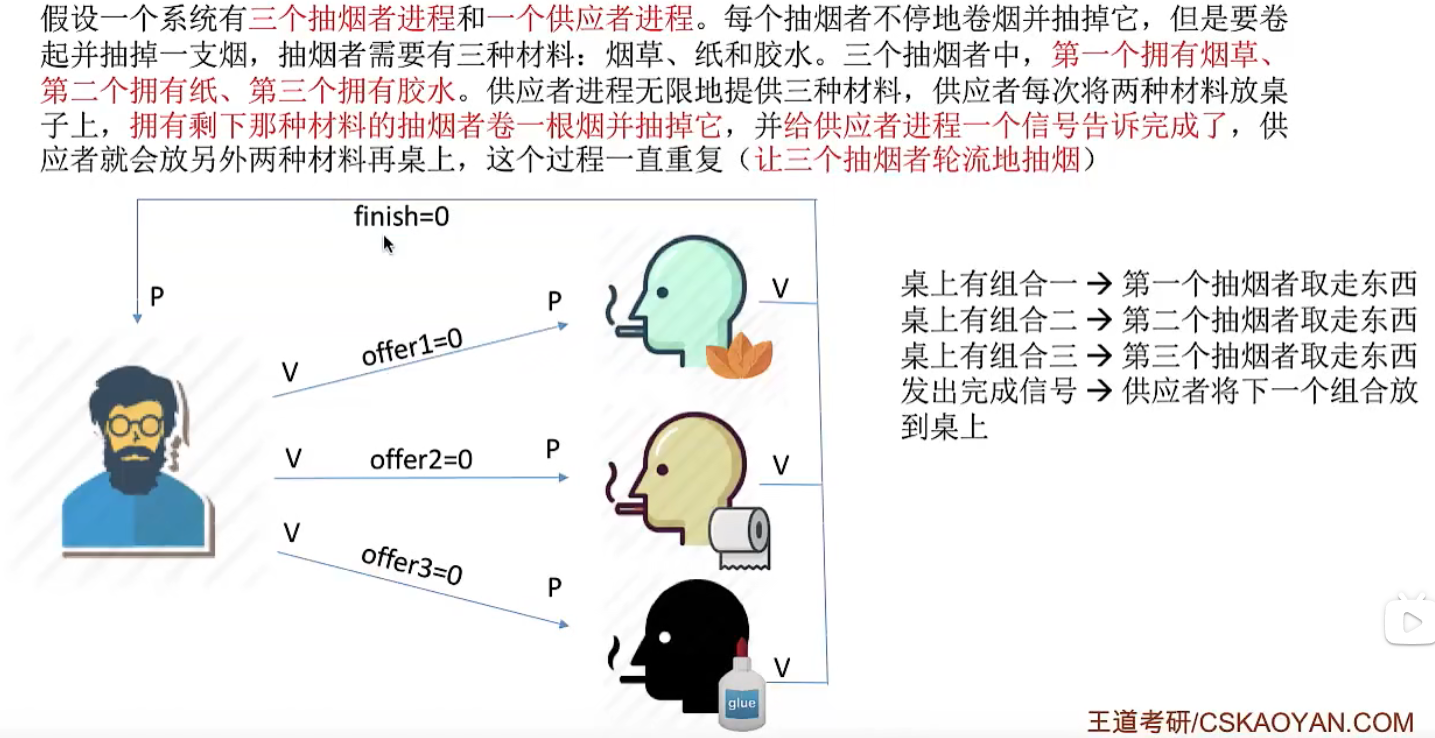 假设一个系统有三个抽烟者进程和一个供应者进程。每个抽烟者不停地卷烟并抽掉它，但是要卷
起并抽掉一支烟，抽烟者需要有三种材料：烟草、纸和胶水。三个抽烟者中，第一个拥有烟草、
第二个拥有纸、第三个拥有胶水。供应者进程无限地提供三种材料，供应者每次将两种材料放桌
子上，拥有剩下那种材料的抽烟者卷一根烟并抽掉它，并给供应者进程一个信号告诉完成了，供
应者就会放另外两种材料再桌上，这个过程一直重复（让三个抽烟者轮流地抽烟）
finish=0
P
V
offer1=0
P
V
V
offer2=0
P
V
V
offer3=0
P
V
glue
桌上有组合一 → 第一个抽烟者取走东西
桌上有组合二 → 第二个抽烟者取走东西
桌上有组合三 → 第三个抽烟者取走东西
发出完成信号 → 供应者将下一个组合放
到桌上
王道考研/CSKAOYAN.COM